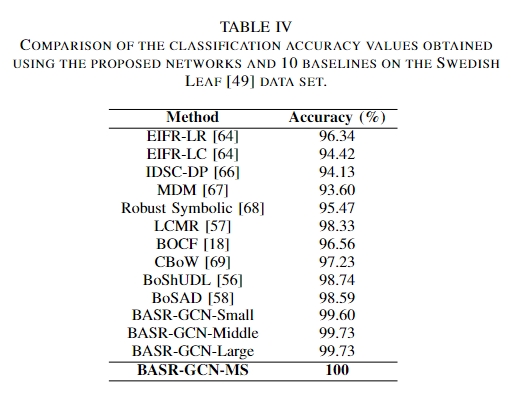 TABLE IV
COMPARISON OF THE CLASSIFICATION ACCURACY VALUES OBTAINED
USING THE PROPOSED NETWORKS AND 10 BASELINES ON THE SWEDISH
LEAF [49] DATA SET.
Method Accuracy (%)
EIFR-LR [64] 96.34
EIFR-LC [64] 94.42
IDSC-DP [66] 94.13
MDM [67] 93.60
Robust Symbolic [68] 95.47
LCMR [57] 98.33
BOCF [18] 96.56
CBoW [69] 97.23
BoShUDL [56] 98.74
BoSAD [58] 98.59
BASR-GCN-Small 99.60
BASR-GCN-Middle 99.73
BASR-GCN-Large 99.73
BASR-GCN-MS 100